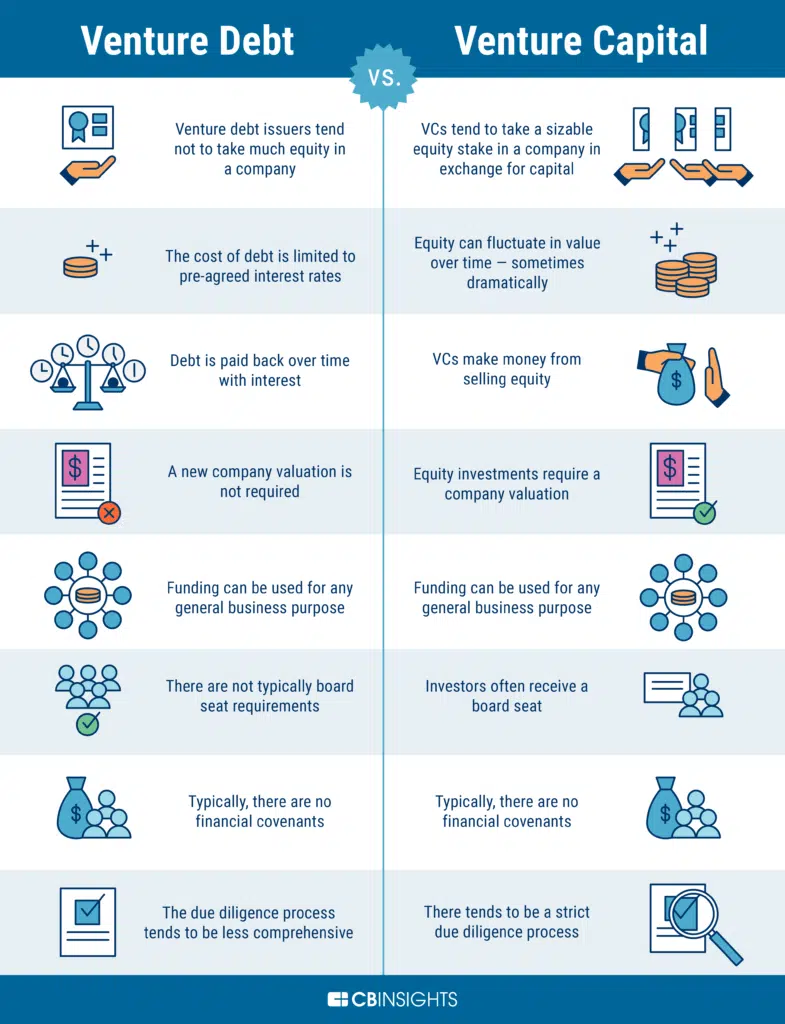 Venture Debt
VS.
Venture Capital
Venture debt issuers tend
not to take much equity in
a company
VCs tend to take a sizable
equity stake in a company in
exchange for capital
The cost of debt is limited to
pre-agreed interest rates
Equity can fluctuate in value
over time — sometimes
dramatically
Debt is paid back over time
with interest
VCs make money from
selling equity
$
$
A new company valuation is
not required
Equity investments require a
company valuation
$
Funding can be used for any
general business purpose
Funding can be used for any
general business purpose
There are not typically board
seat requirements
Investors often receive a
board seat
$
Typically, there are no
financial covenants
Typically, there are no
financial covenants
$
The due diligence process
tends to be less comprehensive
There tends to be a strict
due diligence process
CBINSIGHTS